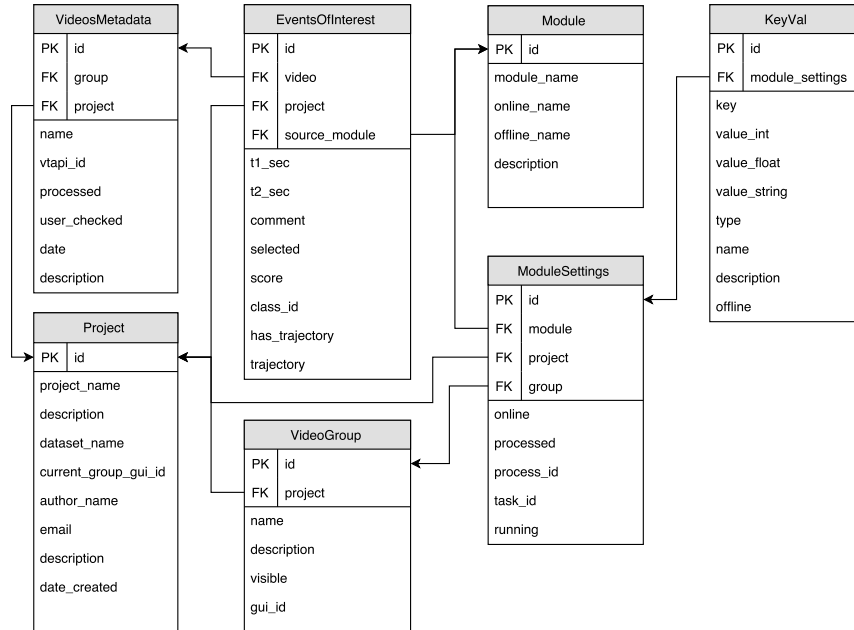 VideosMetadata
PK id
FK group
FK project
name
vtapi_id
processed
user_checked
date
description
EventsOfInterest
PK id
FK video
FK project
FK source_module
t1_sec
t2_sec
comment
selected
score
class_id
has_trajectory
trajectory
Module
PK id
module_name
online_name
offline_name
description
KeyVal
PK id
FK module_settings
key
value_int
value_float
value_string
type
name
description
offline
Project
PK id
project_name
description
dataset_name
current_group_gui_id
author_name
email
description
date_created
VideoGroup
PK id
FK project
name
description
visible
gui_id
ModuleSettings
PK id
FK module
FK project
FK group
online
processed
process_id
task_id
running